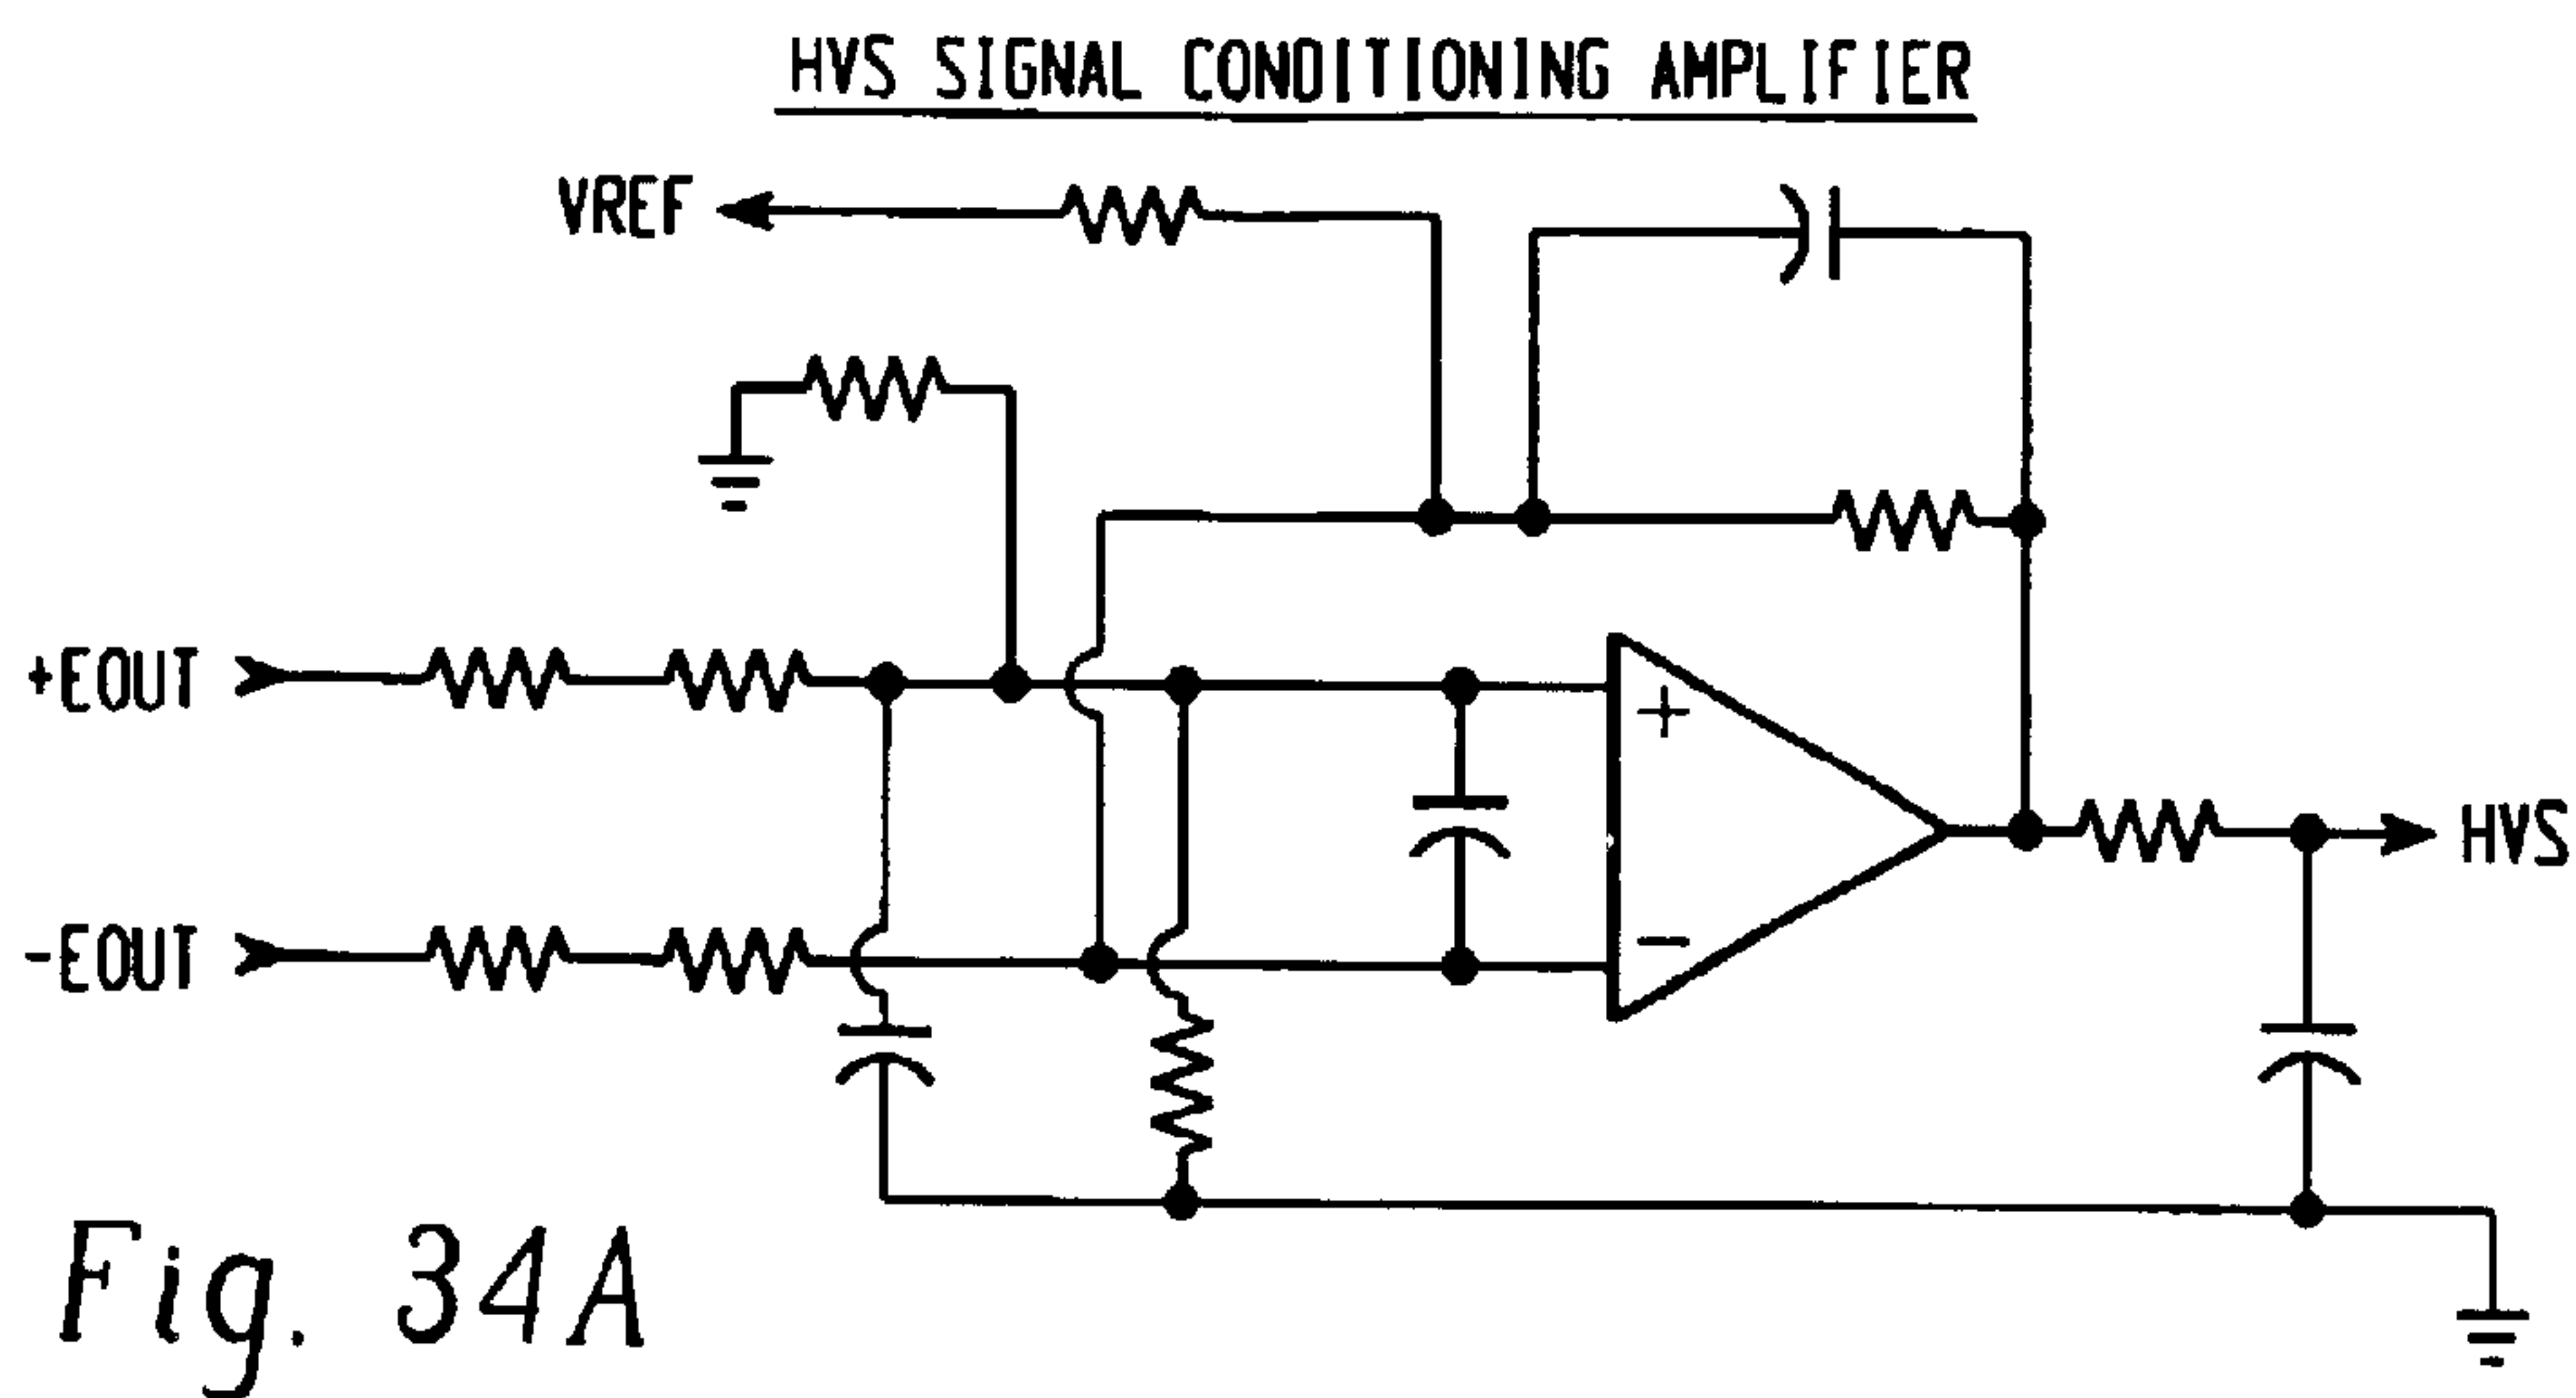 HVS SIGNAL CONDITIONING AMPLIFIER
VREF
+EOUT
+
HVS
-EOUT
-
Fig. 34A